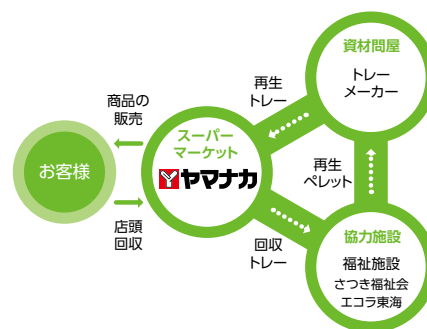 資材問屋
トレー
メーカー
再生
トレー
商品の
販売
スーパー
マーケット
ヤマナカ
お客様
再生
ペレット
店頭
回収
回収
トレー
協力施設
福祉施設
さつき福祉会
エコラ東海